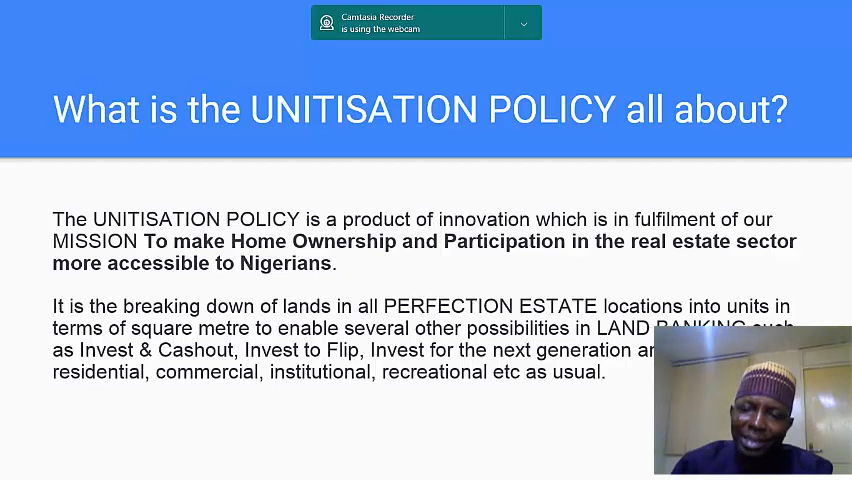 Camtasia Recorder
is using the webcam
What is the UNITISATION POLICY all about?
The UNITISATION POLICY is a product of innovation which is in fulfilment of our
MISSION To make Home Ownership and Participation in the real estate sector
more accessible to Nigerians.
It is the breaking down of lands in all PERFECTION ESTATE locations into units in
terms of square metre to enable several other possibilities in LAND BANKING such
as Invest & Cashout, Invest to Flip, Invest for the next generation
residential, commercial, institutional, recreational etc as usual.